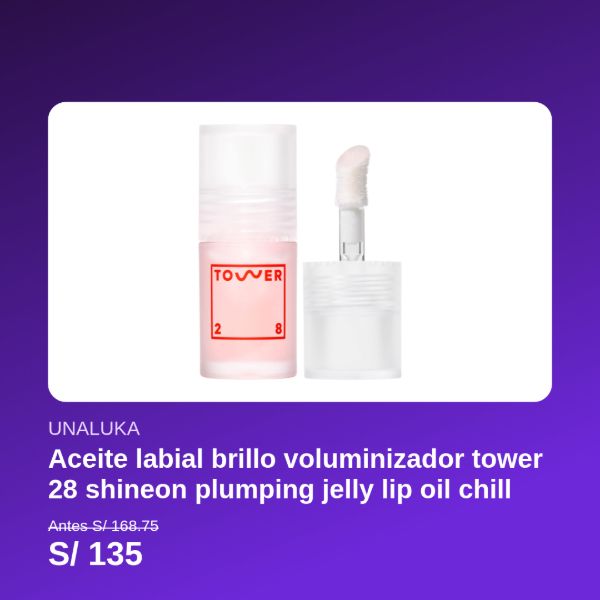 TOWER
2 8
UNALUKA
Aceite labial brillo voluminizador tower
28 shineon plumping jelly lip oil chill
Antes S/ 168.75
S/ 135